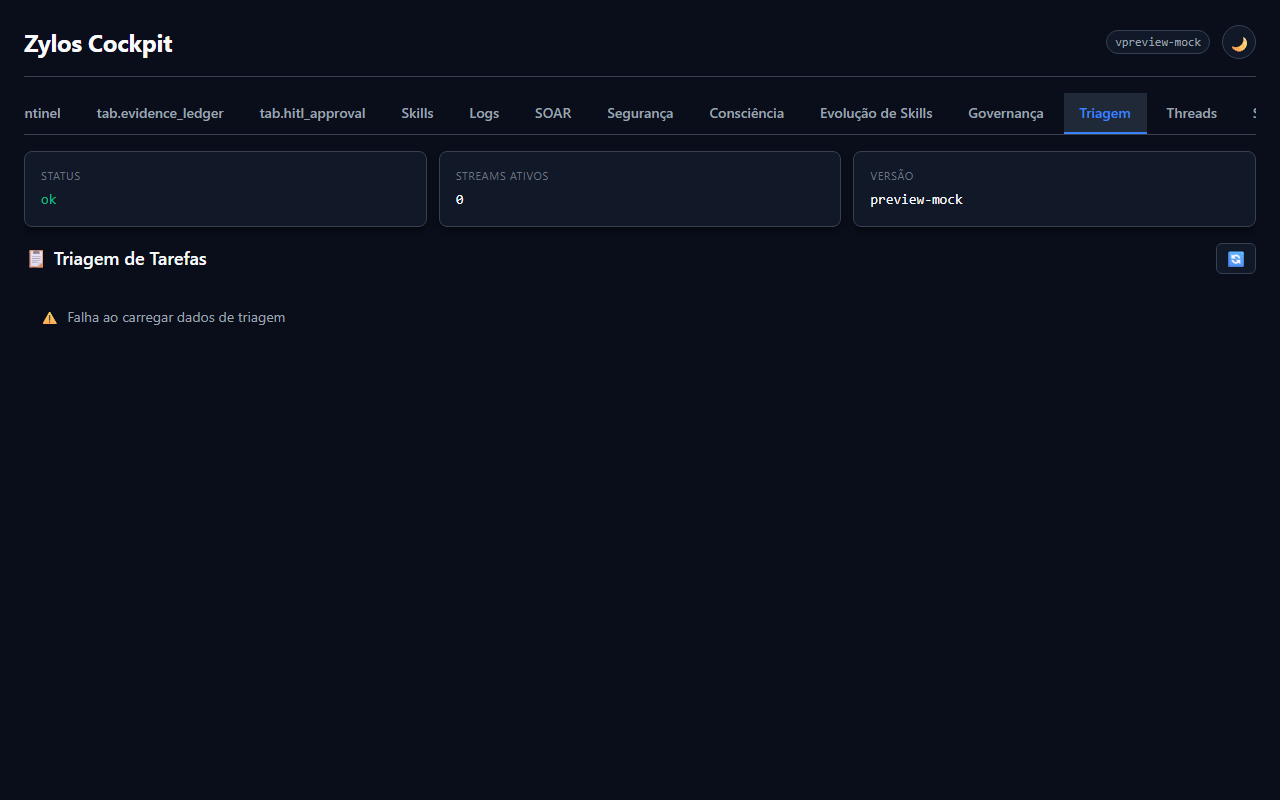 Zylos Cockpit
vpreview-mock
ntinel tab.evidence_ledger tab.hitl_approval Skills Logs SOAR Segurança Consciência Evolução de Skills Governança Triagem Threads
STATUS
ok
STREAMS ATIVOS
0
VERSÃO
preview-mock
Triagem de Tarefas
Falha ao carregar dados de triagem